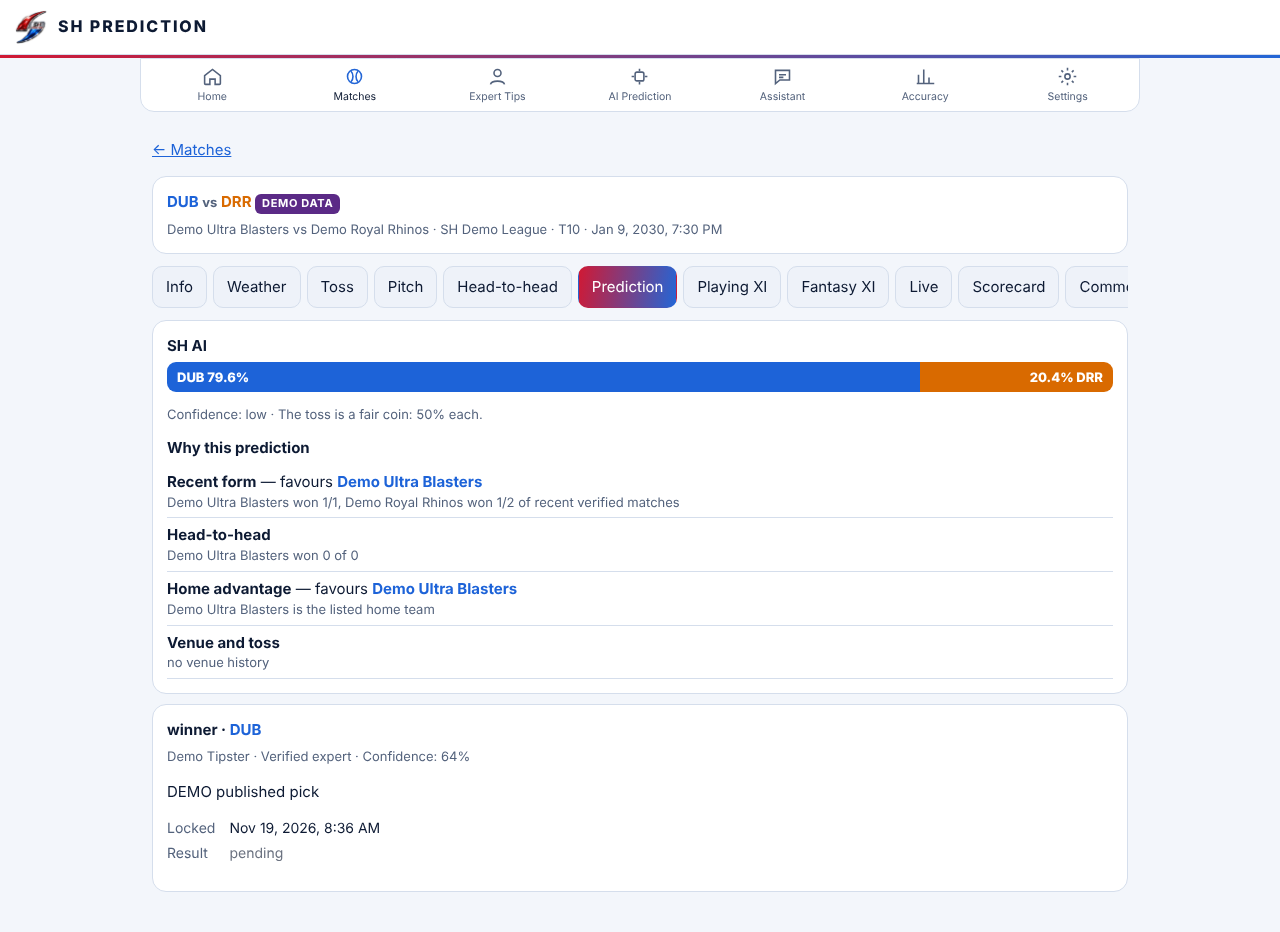 SH PREDICTION
Home
Matches
Expert Tips
AI Prediction
Assistant
Accuracy
Settings
← Matches
DUB vs DRR DEMO DATA
Demo Ultra Blasters vs Demo Royal Rhinos · SH Demo League · T10 · Jan 9, 2030, 7:30 PM
Info
Weather
Toss
Pitch
Head-to-head
Prediction
Playing XI
Fantasy XI
Live
Scorecard
SH AI
DUB 79.6%
20.4% DRR
Confidence: low · The toss is a fair coin: 50% each.
Why this prediction
Recent form — favours Demo Ultra Blasters
Demo Ultra Blasters won 1/1, Demo Royal Rhinos won 1/2 of recent verified matches
Head-to-head
Demo Ultra Blasters won 0 of 0
Home advantage — favours Demo Ultra Blasters
Demo Ultra Blasters is the listed home team
Venue and toss
no venue history
winner · DUB
Demo Tipster · Verified expert · Confidence: 64%
DEMO published pick
Locked Nov 19, 2026, 8:36 AM
Result pending